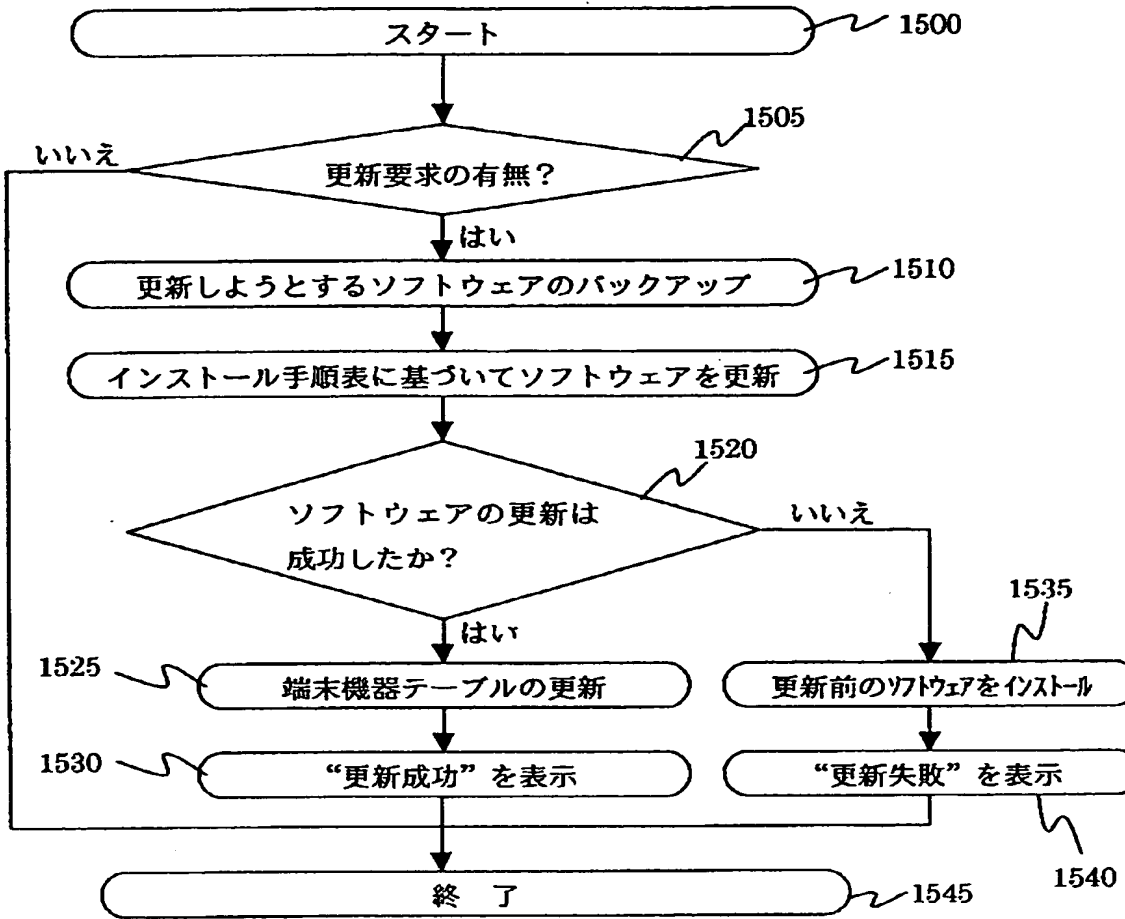 スタート
1500
1505
いいえ
更新要求の有無?
はい
更新しようとするソフトウェアのバックアップ
1510
インストール手順表に基づいてソフトウェアを更新
1515
1520
ソフトウェアの更新は
成功したか?
いいえ
はい
1535
1525
端末機器テーブルの更新
更新前のソフトウェアをインストール
1530
“更新成功”を表示
“更新失敗”を表示
1540
終 了
1545